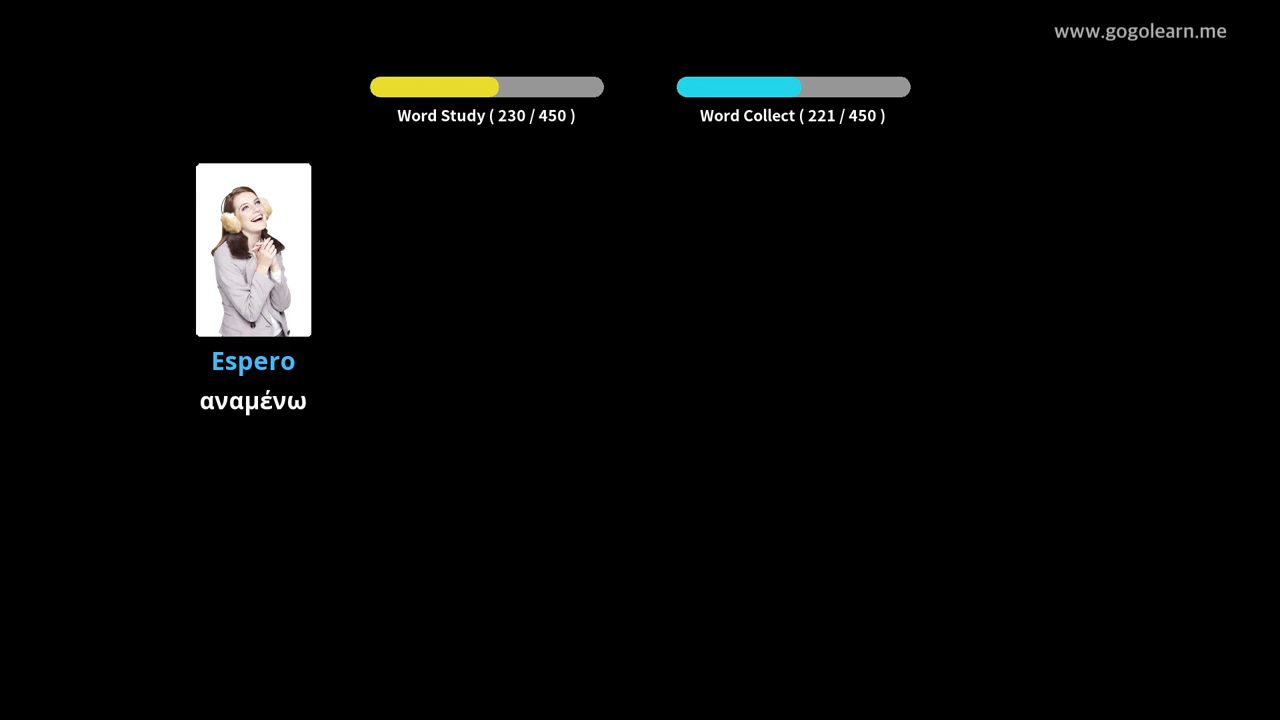 www.gogolearn.me
Word Study ( 230 / 450 )
Word Collect ( 221 / 450 )
Espero
αναμένω